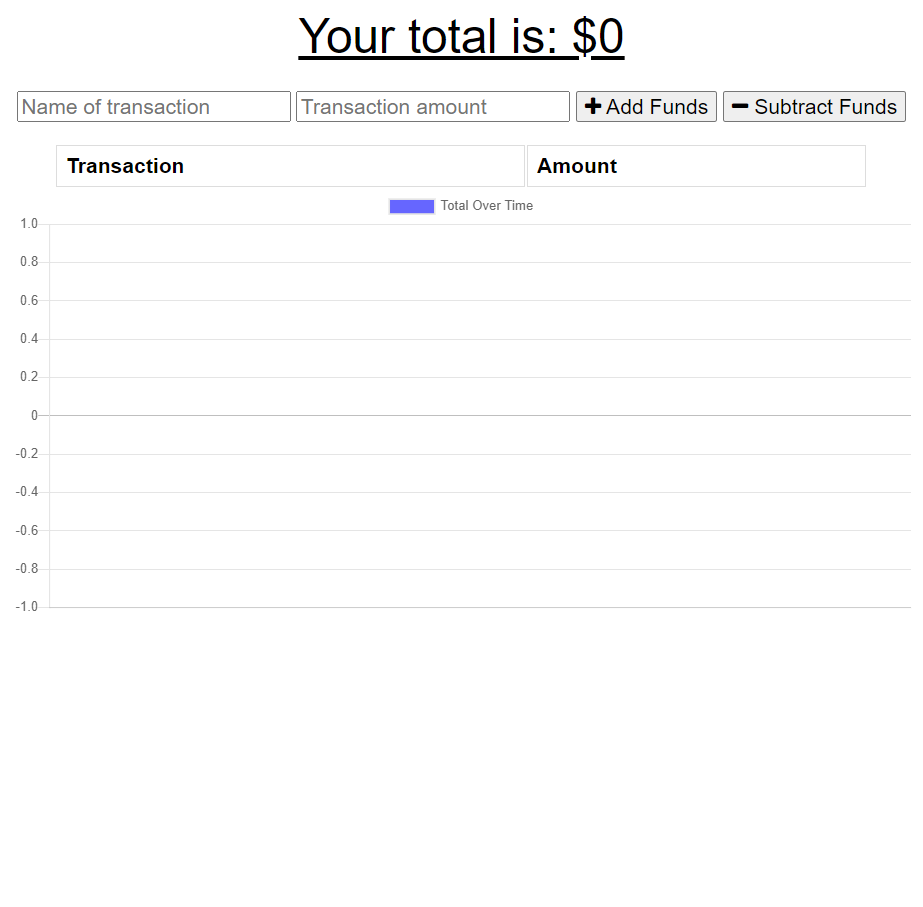 Your total is: $0
Name of transaction Transaction amount Add Funds Subtract Funds
Transaction Amount
Total Over Time
1.0
0.8
0.6
0.4
0.2
0
-0.2
-0.4
-0.6
-0.8
-1.0